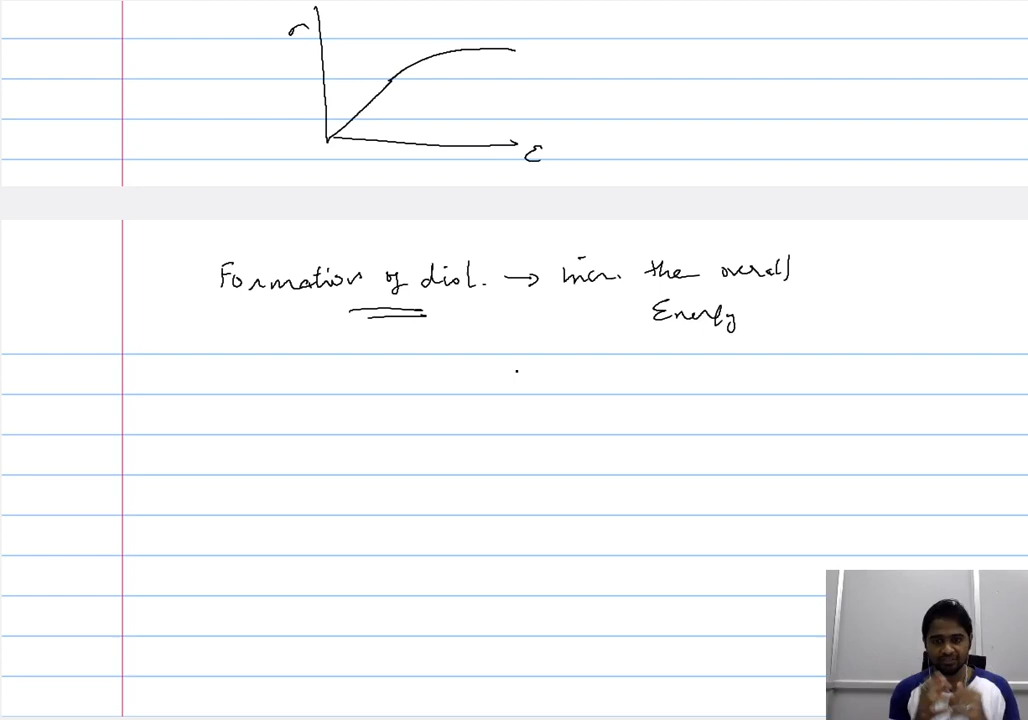 σ
ε
Formation of disl. → incr. the overall
Energy